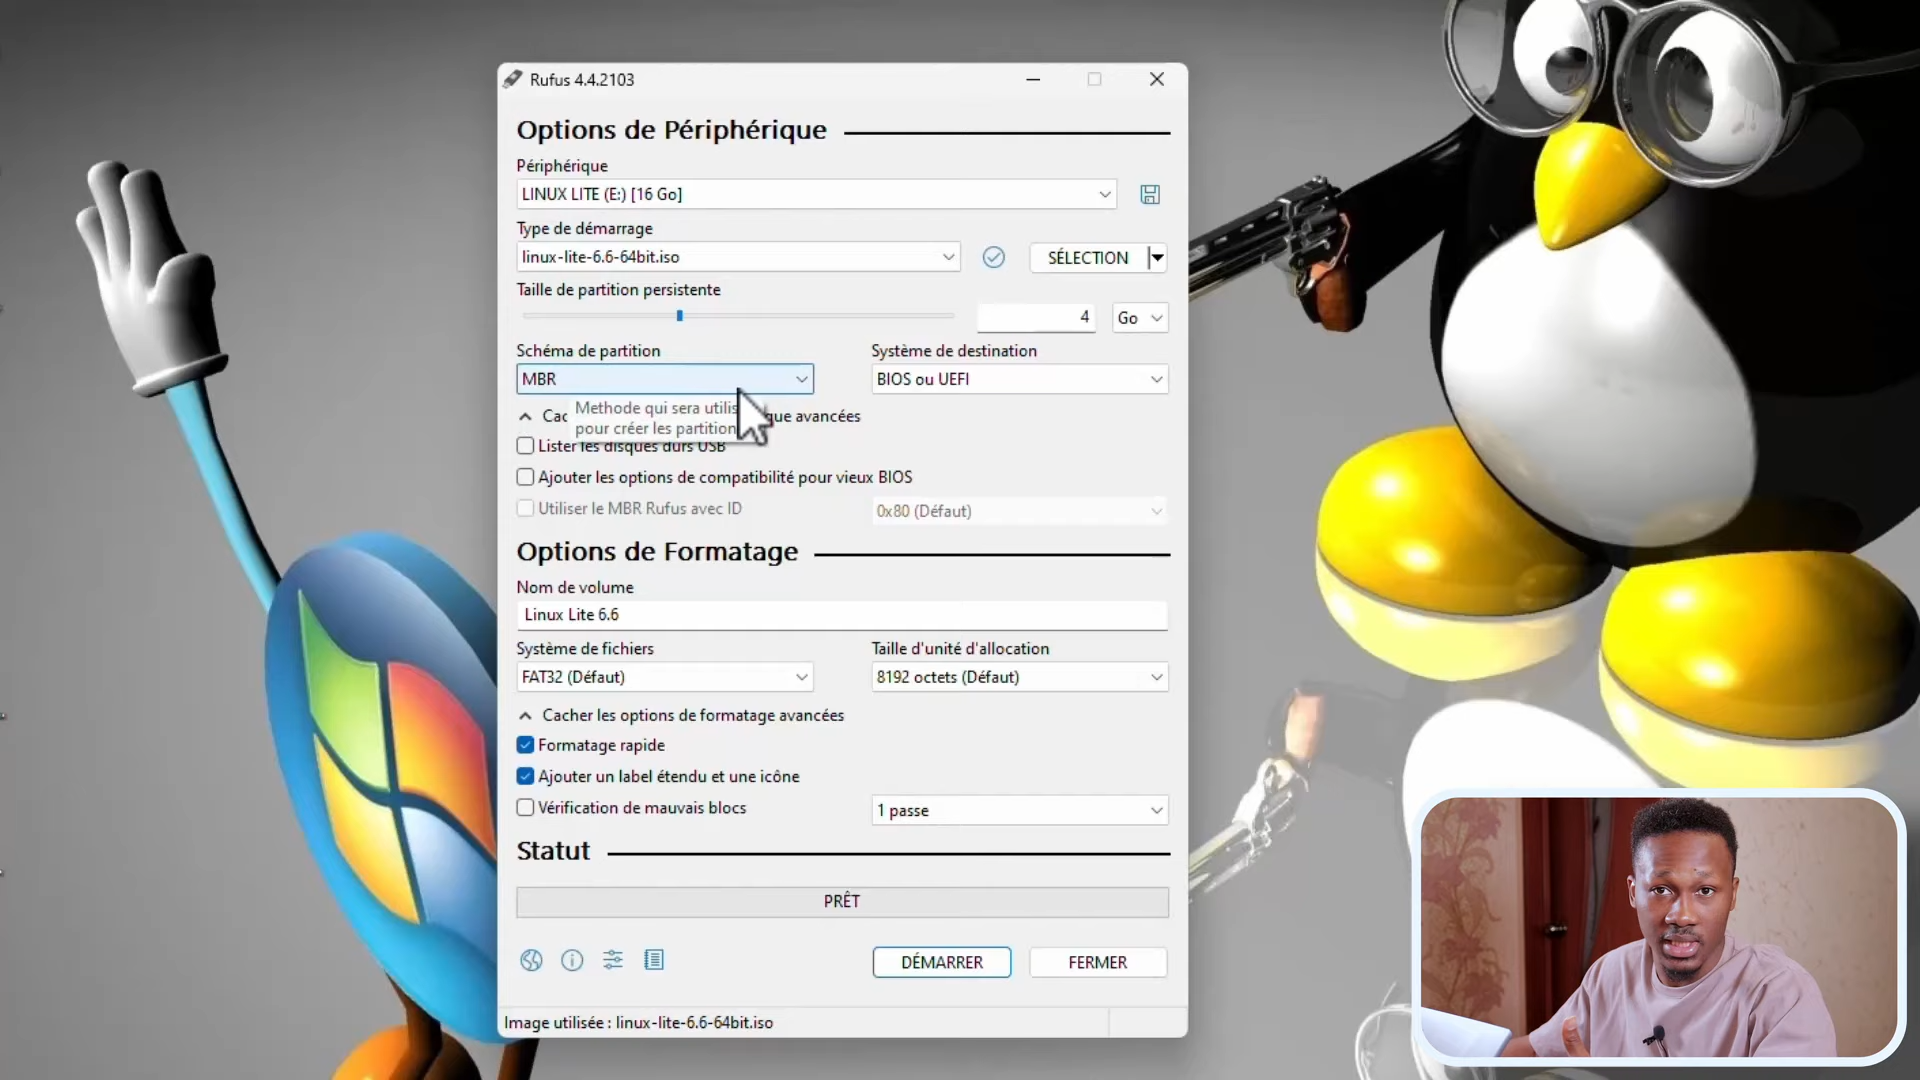 Rufus 4.4.2103
Options de Périphérique
Périphérique
LINUX LITE (E:) [16 Go]
Type de démarrage
linux-lite-6.6-64bit.iso
SÉLECTION
Taille de partition persistente
4
Go
Schéma de partition
Système de destination
MBR
BIOS ou UEFI
Methode qui sera utilis
pour créer les partition
que avancées
Lister les disques durs USB
Ajouter les options de compatibilité pour vieux BIOS
Utiliser le MBR Rufus avec ID
0x80 (Défaut)
Options de Formatage
Nom de volume
Linux Lite 6.6
Système de fichiers
Taille d'unité d'allocation
FAT32 (Défaut)
8192 octets (Défaut)
Cacher les options de formatage avancées
Formatage rapide
Ajouter un label étendu et une icône
Vérification de mauvais blocs
1 passe
Statut
PRÊT
DÉMARRER
FERMER
Image utilisée : linux-lite-6.6-64bit.iso